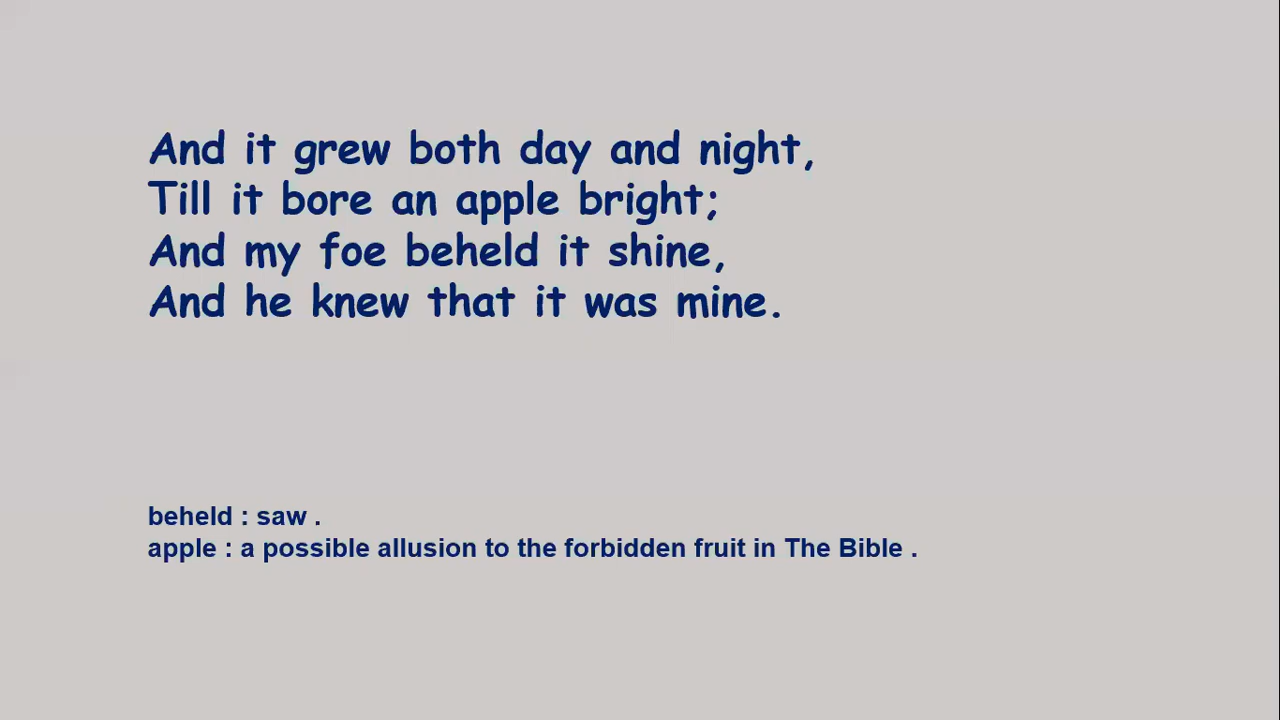 And it grew both day and night,
Till it bore an apple bright;
And my foe beheld it shine,
And he knew that it was mine.
beheld : saw .
apple : a possible allusion to the forbidden fruit in The Bible .